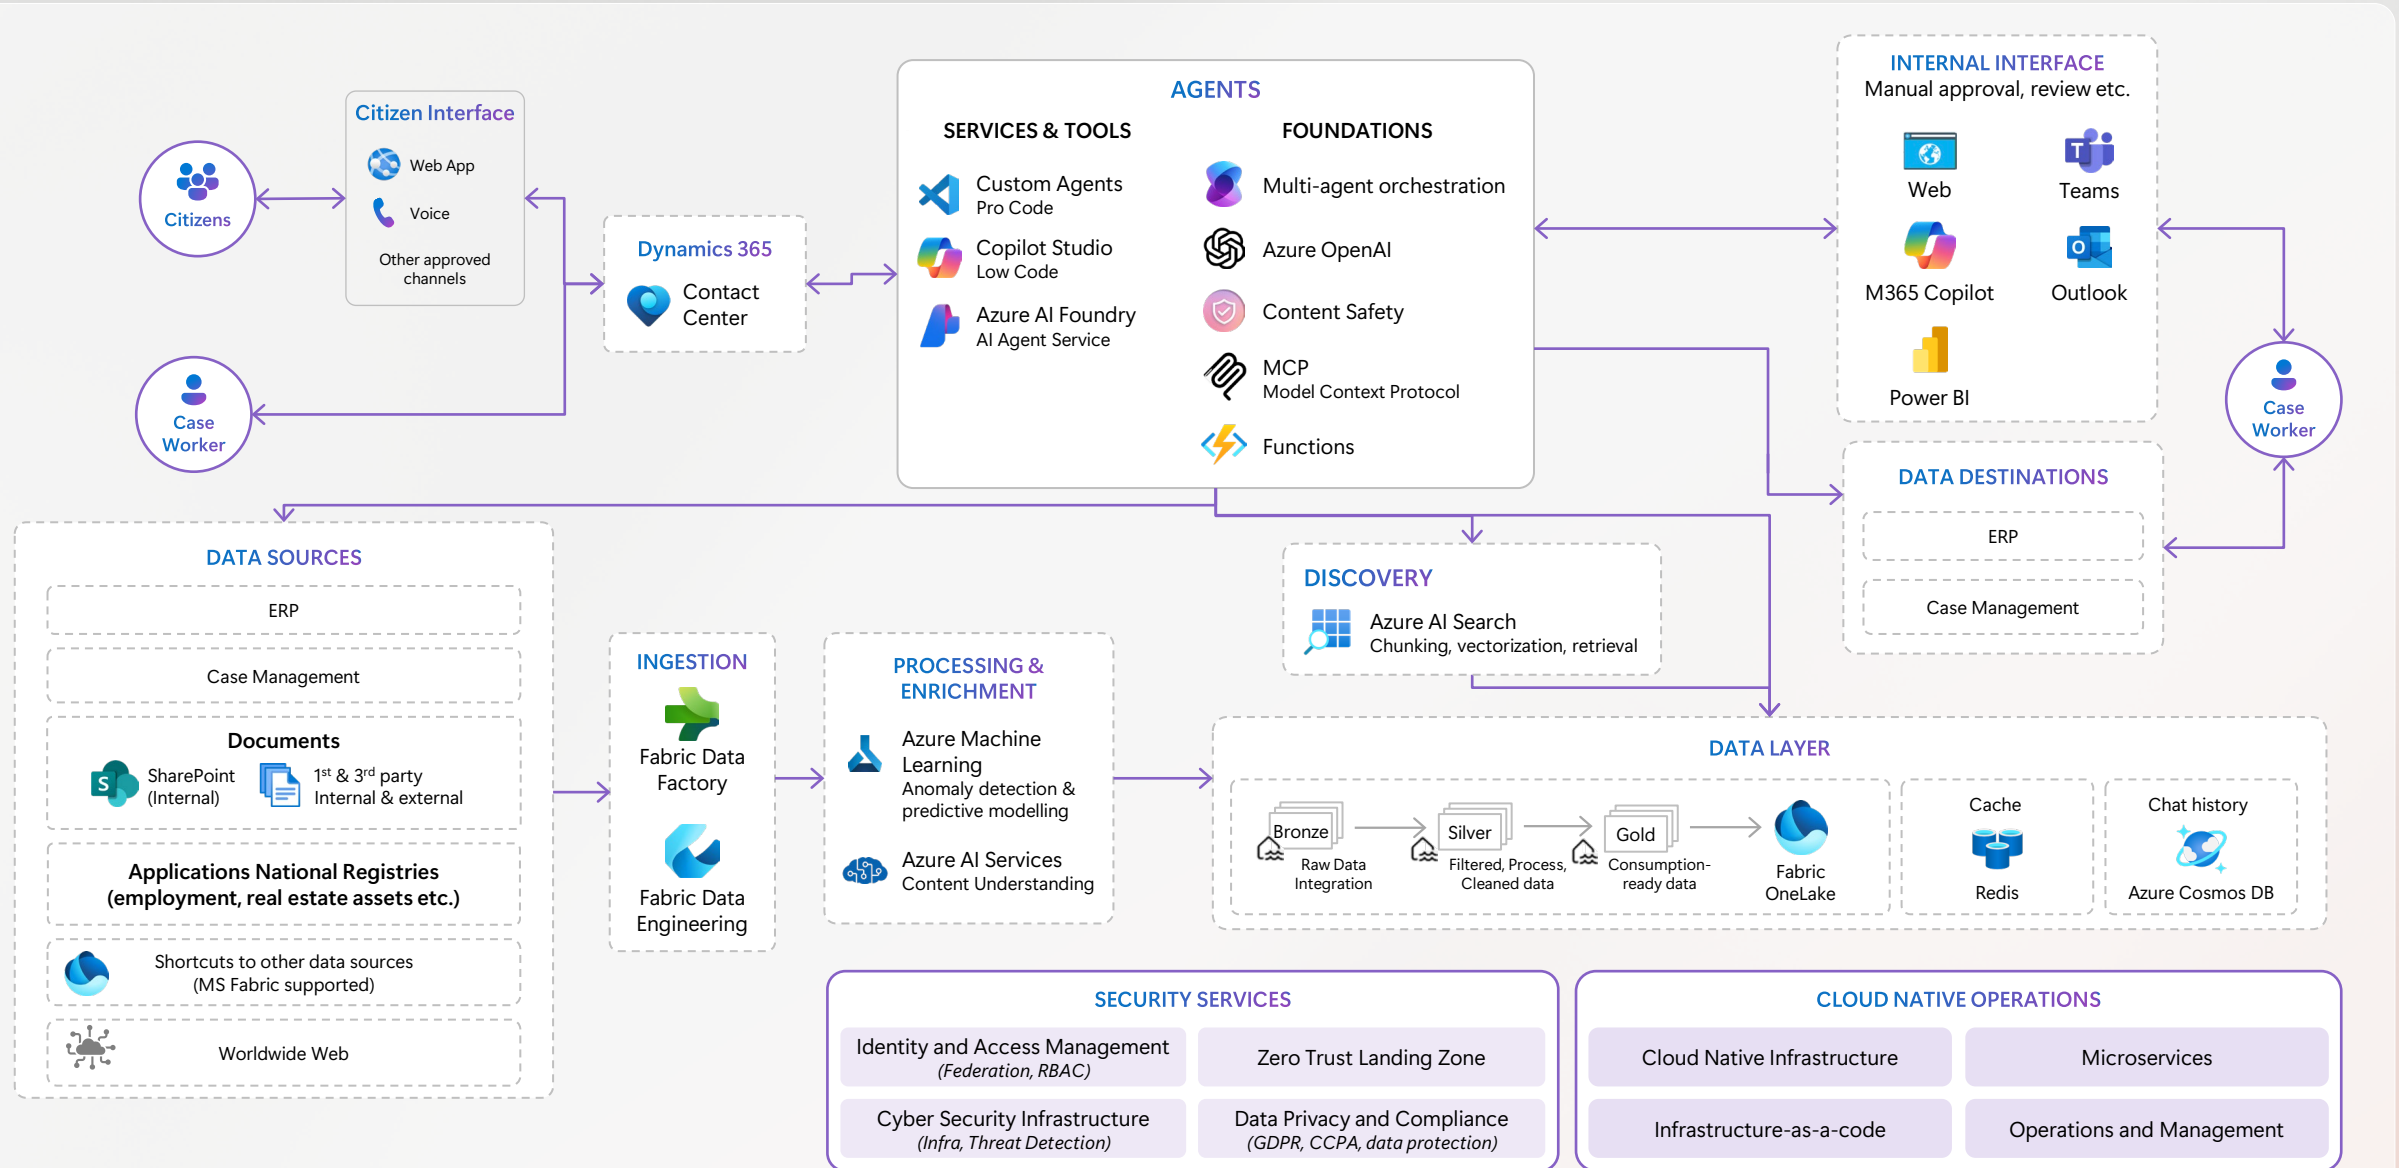 Citizens
Citizen Interface
Web App
Voice
Other approved
channels
Case
Worker
Dynamics 365
Contact
Center
AGENTS
SERVICES & TOOLS
Custom Agents
Pro Code
Copilot Studio
Low Code
Azure AI Foundry
AI Agent Service
FOUNDATIONS
Multi-agent orchestration
Azure OpenAI
Content Safety
MCP
Model Context Protocol
Functions
INTERNAL INTERFACE
Manual approval, review etc.
Web
T
Teams
M365 Copilot
O
Outlook
Power BI
Case
Worker
DATA DESTINATIONS
ERP
Case Management
DATA SOURCES
ERP
Case Management
Documents
S
SharePoint
(Internal)
1st & 3rd party
Internal & external
Applications National Registries
(employment, real estate assets etc.)
Shortcuts to other data sources
(MS Fabric supported)
Worldwide Web
INGESTION
Fabric Data
Factory
Fabric Data
Engineering
PROCESSING &
ENRICHMENT
Azure Machine
Learning
Anomaly detection &
predictive modelling
Azure AI Services
Content Understanding
DISCOVERY
Azure AI Search
Chunking, vectorization, retrieval
DATA LAYER
Bronze
Raw Data
Integration
Silver
Filtered, Process,
Cleaned data
Gold
Consumption-
ready data
Fabric
OneLake
Cache
Redis
Chat history
Azure Cosmos DB
SECURITY SERVICES
Identity and Access Management
(Federation, RBAC)
Zero Trust Landing Zone
Cyber Security Infrastructure
(Infra, Threat Detection)
Data Privacy and Compliance
(GDPR, CCPA, data protection)
CLOUD NATIVE OPERATIONS
Cloud Native Infrastructure
Microservices
Infrastructure-as-a-code
Operations and Management